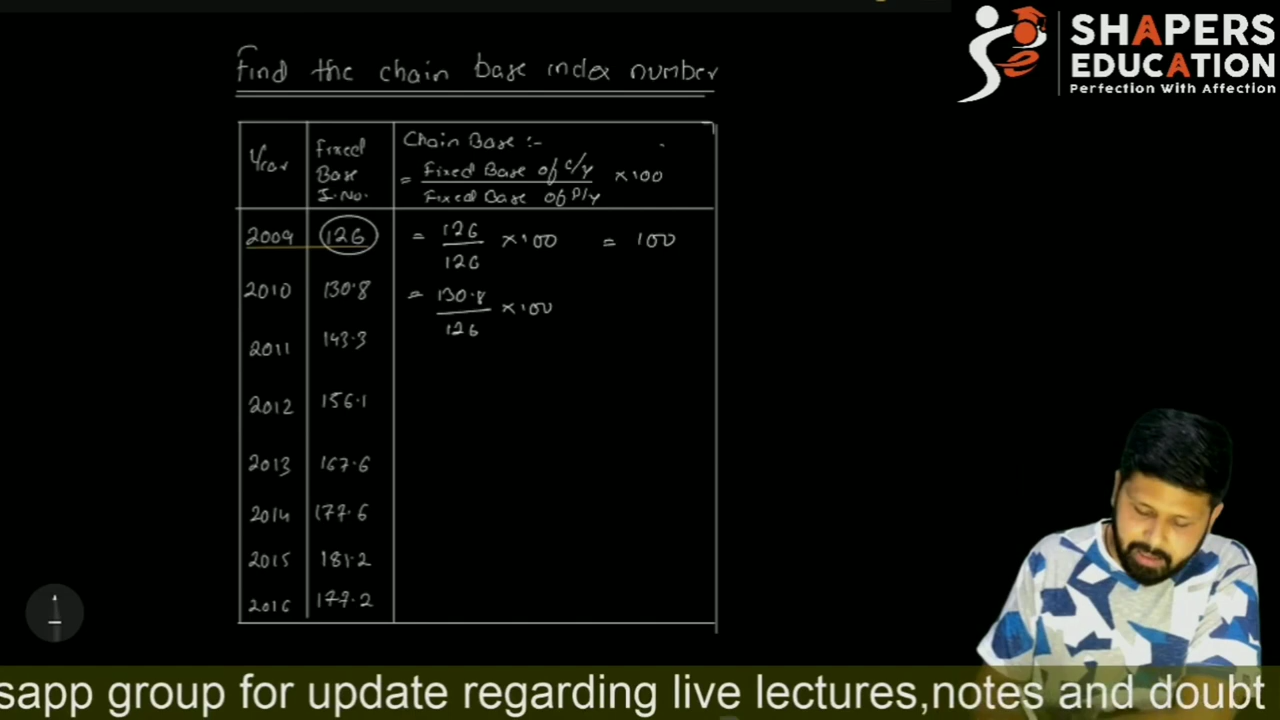 SHAPERS
EDUCATION
Perfection With Affection
Find the chain base index number
Year
Fixed Base I.No.
Chain Base :-
= Fixed Base of C/Y / Fixed Base of P/Y ×100
2009 126 = 126/126 ×100 = 100
2010 130.8 = 130.8/126 ×100
2011 143.3
2012 156.1
2013 167.6
2014 177.6
2015 181.2
2016 177.2
sapp group for update regarding live lectures,notes and doubt